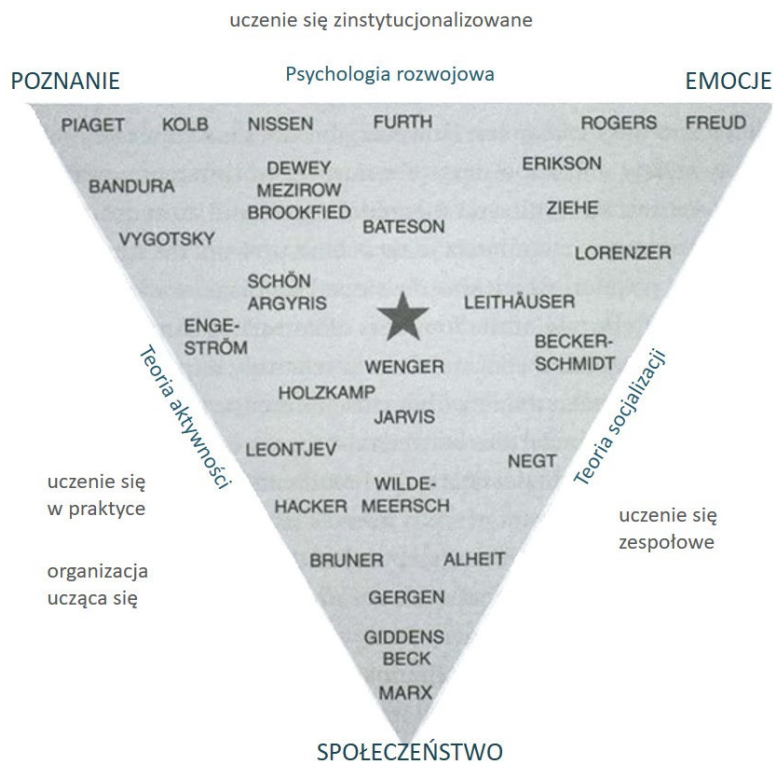 uczenie się zinstytucjonalizowane
POZNANIE
Psychologia rozwojowa
EMOCJE
PIAGET
KOLB
NISSEN
FURTH
ROGERS
FREUD
BANDURA
DEWEY
MEZIROW
BROOKFIED
ERIKSON
ZIEHE
VYGOTSKY
BATESON
LORENZER
SCHÖN
ARGYRIS
LEITHÄUSER
ENGE-
STRÖM
BECKER-
SCHMIDT
WENGER
HOLZKAMP
JARVIS
Teoria aktywności
Teoria socjalizacji
LEONTJEV
NEGT
uczenie się
w praktyce
WILDE-
MEERSCH
HACKER
uczenie się
zespołowe
BRUNER
ALHEIT
organizacja
ucząca się
GERGEN
GIDDENS
BECK
MARX
SPOŁECZEŃSTWO